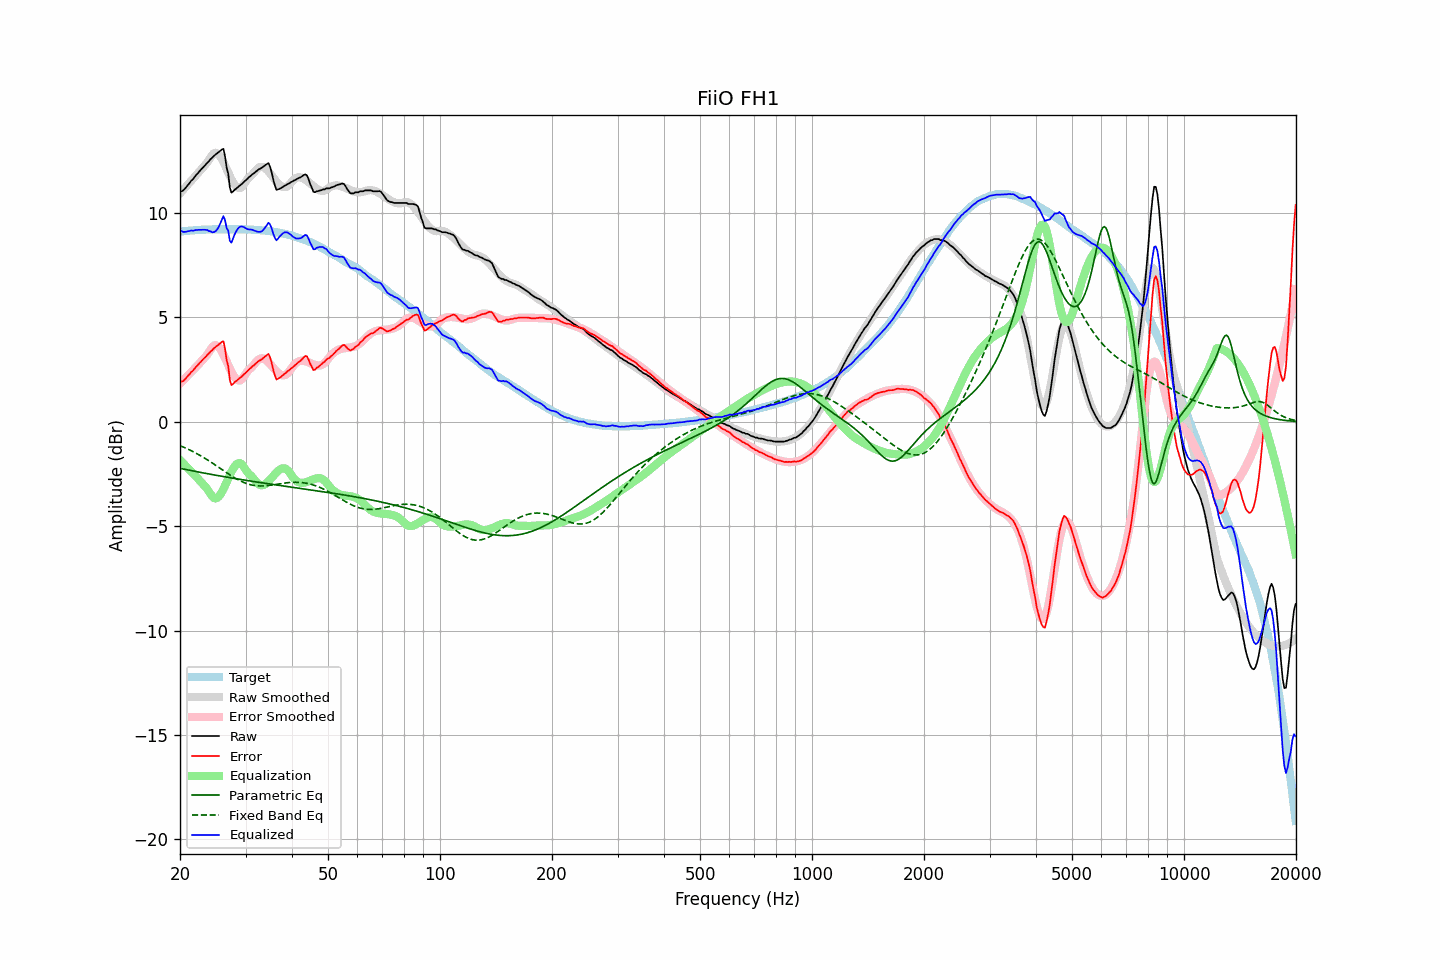 FiiO FH1
Amplitude (dBr)
10
5
0
−5
−10
−15
−20
Target
Raw Smoothed
Error Smoothed
Raw
Error
Equalization
Parametric Eq
Fixed Band Eq
Equalized
20
50
100
200
500
1000
2000
5000
10000
20000
Frequency (Hz)